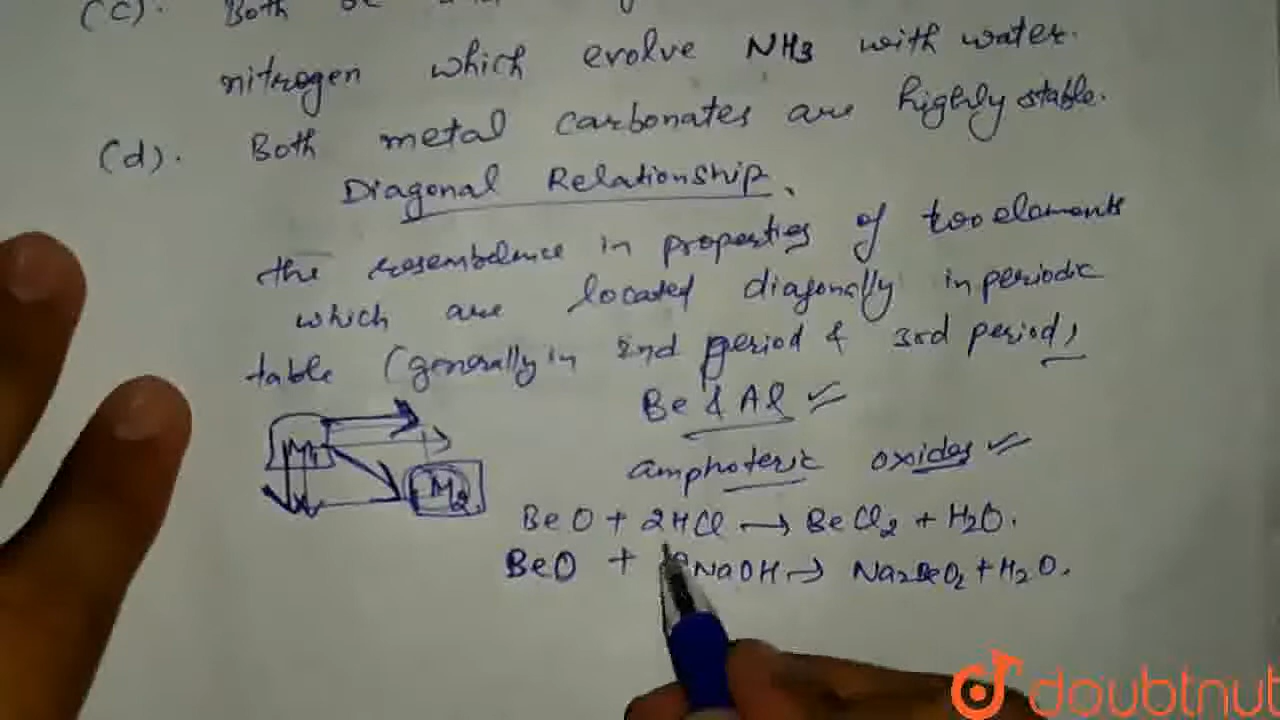 (c). Both
nitrogen which evolve NH3 with water.
(d). Both metal carbonates are highly stable.
Diagonal Relationship.
the resembelence in properties of two elements
which are located diagonally in periodic
table (generally in 2nd period & 3rd period)
Be & Al
M1
amphoteric oxides
M2
BeO + 2HCl → BeCl2 + H2O.
BeO + NaOH → Na2BeO2 + H2O.
doubtnut